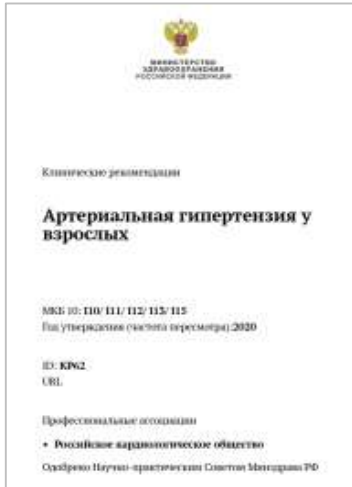 МИНИСТЕРСТВО
ЗДРАВООХРАНЕНИЯ
РОССИЙСКОЙ ФЕДЕРАЦИИ
Клинические рекомендации
Артериальная гипертензия у
взрослых
МКБ 10: I10/ I11/ I12/ I13/ I15
Год утверждения (частота пересмотра): 2020
ID: КР62
URL
Профессиональные ассоциации
• Российское кардиологическое общество
Одобрено Научно-практическим Советом Минздрава РФ